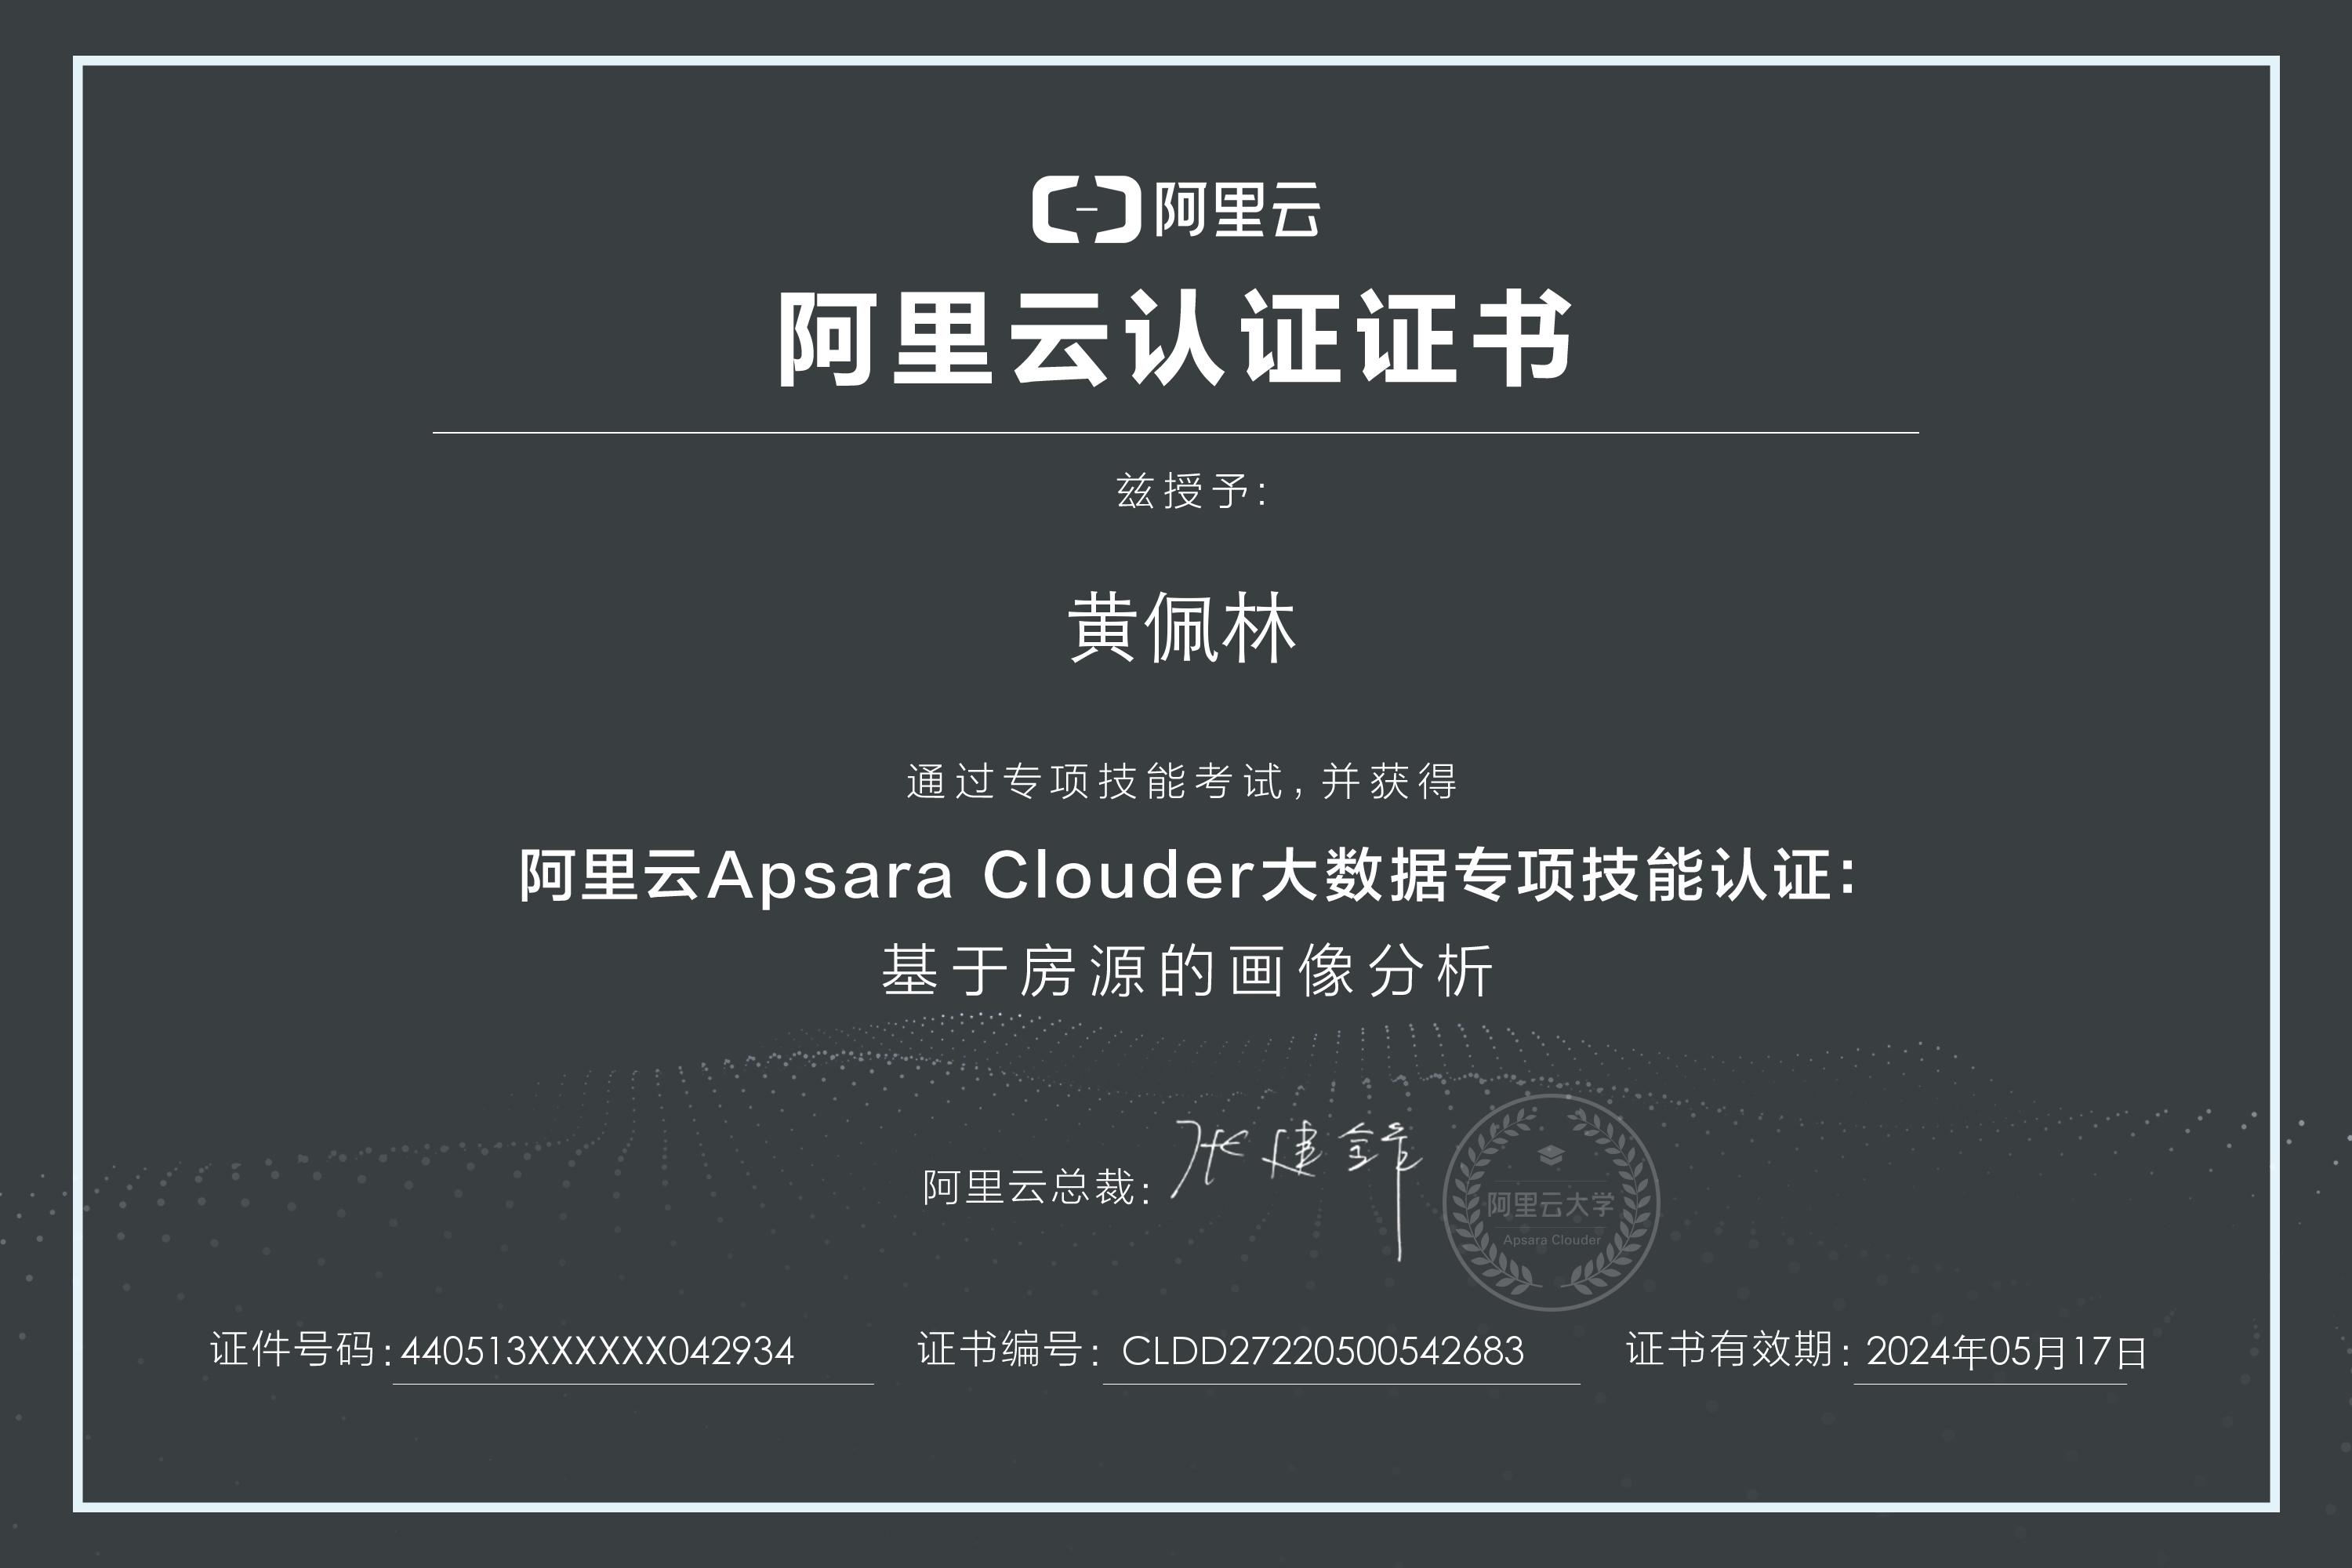 阿里云
阿里云认证证书
兹授予:
黄佩林
通过专项技能考试, 并获得
阿里云Apsara Clouder大数据专项技能认证:
基于房源的画像分析
阿里云总裁: 张建锋
阿里云大学
Apsara Clouder
证件号码: 440513XXXXXXX042934 证书编号: CLDD27220500542683 证书有效期: 2024年05月17日